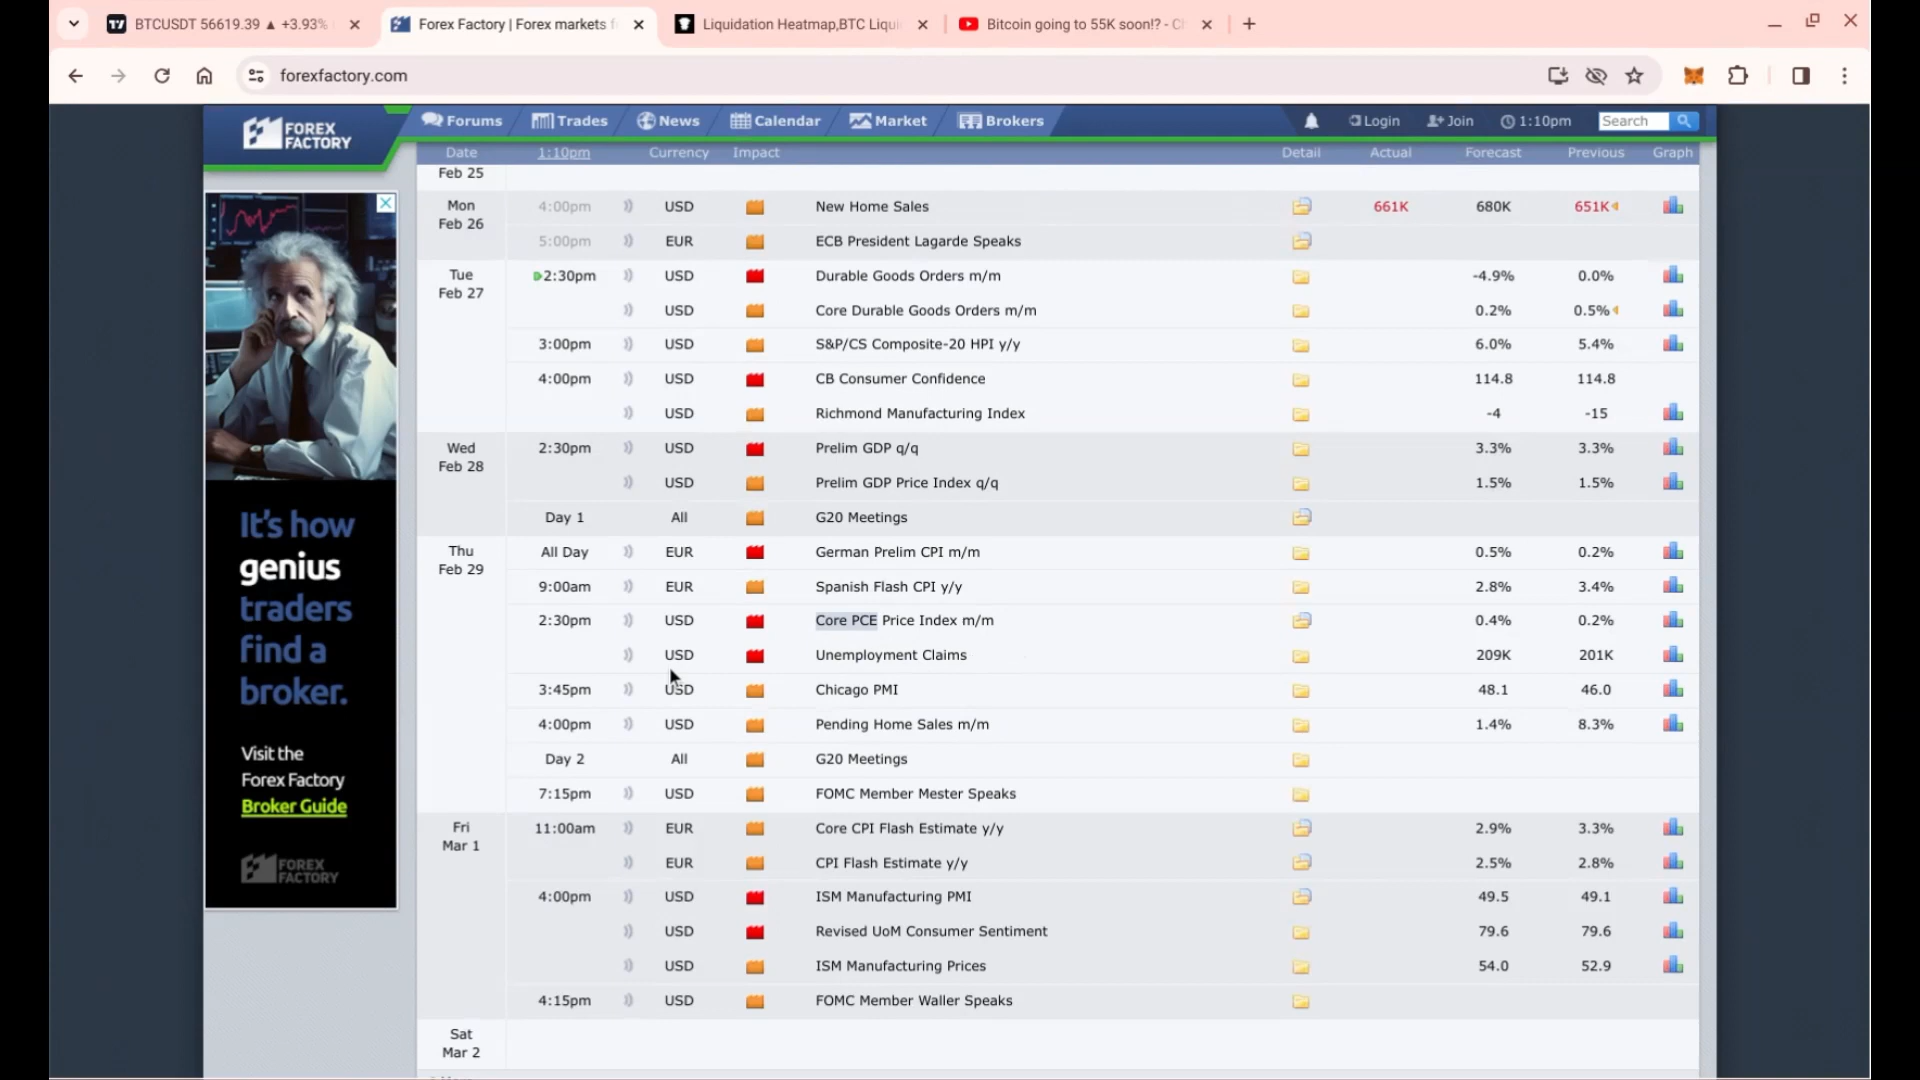 BTCUSDT 56619.39 ▲ +3.93%
Forex Factory | Forex markets f
Liquidation Heatmap,BTC Liqui
Bitcoin going to 55K soon!? - C
forexfactory.com
FOREX FACTORY
Forums Trades News Calendar Market Brokers Login Join 1:10pm Search
Date 1:10pm Currency Impact Detail Actual Forecast Previous Graph
Feb 25
Mon Feb 26 4:00pm USD New Home Sales 661K 680K 651K
5:00pm EUR ECB President Lagarde Speaks
Tue Feb 27 2:30pm USD Durable Goods Orders m/m -4.9% 0.0%
USD Core Durable Goods Orders m/m 0.2% 0.5%
3:00pm USD S&P/CS Composite-20 HPI y/y 6.0% 5.4%
4:00pm USD CB Consumer Confidence 114.8 114.8
USD Richmond Manufacturing Index -4 -15
Wed Feb 28 2:30pm USD Prelim GDP q/q 3.3% 3.3%
USD Prelim GDP Price Index q/q 1.5% 1.5%
Day 1 All G20 Meetings
Thu Feb 29 All Day EUR German Prelim CPI m/m 0.5% 0.2%
9:00am EUR Spanish Flash CPI y/y 2.8% 3.4%
2:30pm USD Core PCE Price Index m/m 0.4% 0.2%
USD Unemployment Claims 209K 201K
3:45pm USD Chicago PMI 48.1 46.0
4:00pm USD Pending Home Sales m/m 1.4% 8.3%
Day 2 All G20 Meetings
7:15pm USD FOMC Member Mester Speaks
Fri Mar 1 11:00am EUR Core CPI Flash Estimate y/y 2.9% 3.3%
EUR CPI Flash Estimate y/y 2.5% 2.8%
4:00pm USD ISM Manufacturing PMI 49.5 49.1
USD Revised UoM Consumer Sentiment 79.6 79.6
USD ISM Manufacturing Prices 54.0 52.9
4:15pm USD FOMC Member Waller Speaks
Sat Mar 2
It's how
genius
traders
find a
broker.
Visit the
Forex Factory
Broker Guide
FOREX FACTORY